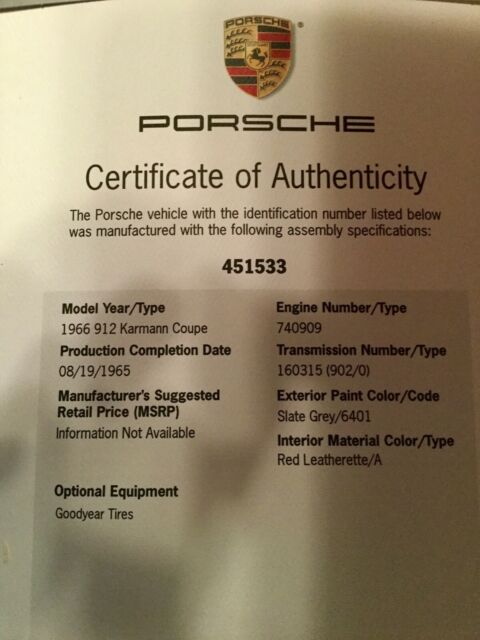 PORSCHE
PORSCHE
Certificate of Authenticity
The Porsche vehicle with the identification number listed below
was manufactured with the following assembly specifications:
451533
Model Year/Type
1966 912 Karmann Coupe
Production Completion Date
08/19/1965
Manufacturer's Suggested
Retail Price (MSRP)
Information Not Available
Optional Equipment
Goodyear Tires
Engine Number/Type
740909
Transmission Number/Type
160315 (902/0)
Exterior Paint Color/Code
Slate Grey/6401
Interior Material Color/Type
Red Leatherette/A